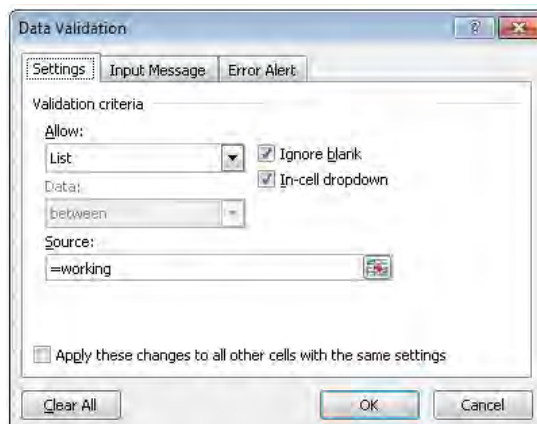 Data Validation
Settings Input Message Error Alert
Validation criteria
Allow:
List
Ignore blank
In-cell dropdown
Data:
between
Source:
=working
Apply these changes to all other cells with the same settings
Clear All OK Cancel